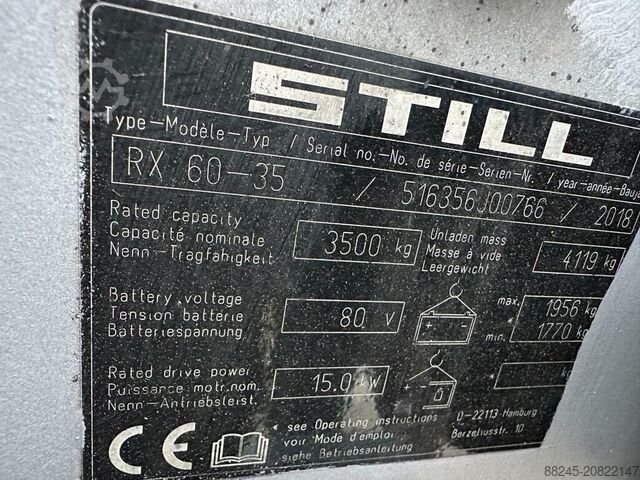 STILL
Type-Modèle-Typ / Serial no.-No. de série-Serien-Nr. / year-année-Bauj
RX 60-35 / 516356J00766 / 2018
Rated capacity
Capacité nominale
Nenn-Tragfähigkeit
3500 kg
Unladen mass
Masse à vide
Leergewicht
4119 kg
Battery voltage
Tension batterie
Batteriespannung
80 V
max. 1956 kg
* min. 1770 kg
Rated drive power
Puissance motr.nom.
Nenn-Antriebsleist.
15.0 kW
* kg
CE
* see Operating instructions
voir Mode d'emploi
siehe Betriebsanleitung
D-22113 Hamburg
Berzeliusstr. 10
88245-20822147